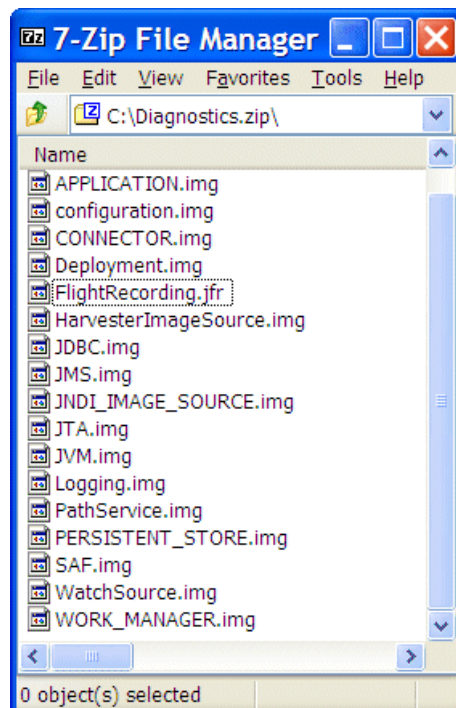 7z 7-Zip File Manager
File Edit View Favorites Tools Help
C:\Diagnostics.zip\
Name
APPLICATION.img
configuration.img
CONNECTOR.img
Deployment.img
FlightRecording.jfr
HarvesterImageSource.img
JDBC.img
JMS.img
JNDI_IMAGE_SOURCE.img
JTA.img
JVM.img
Logging.img
PathService.img
PERSISTENT_STORE.img
SAF.img
WatchSource.img
WORK_MANAGER.img
0 object(s) selected